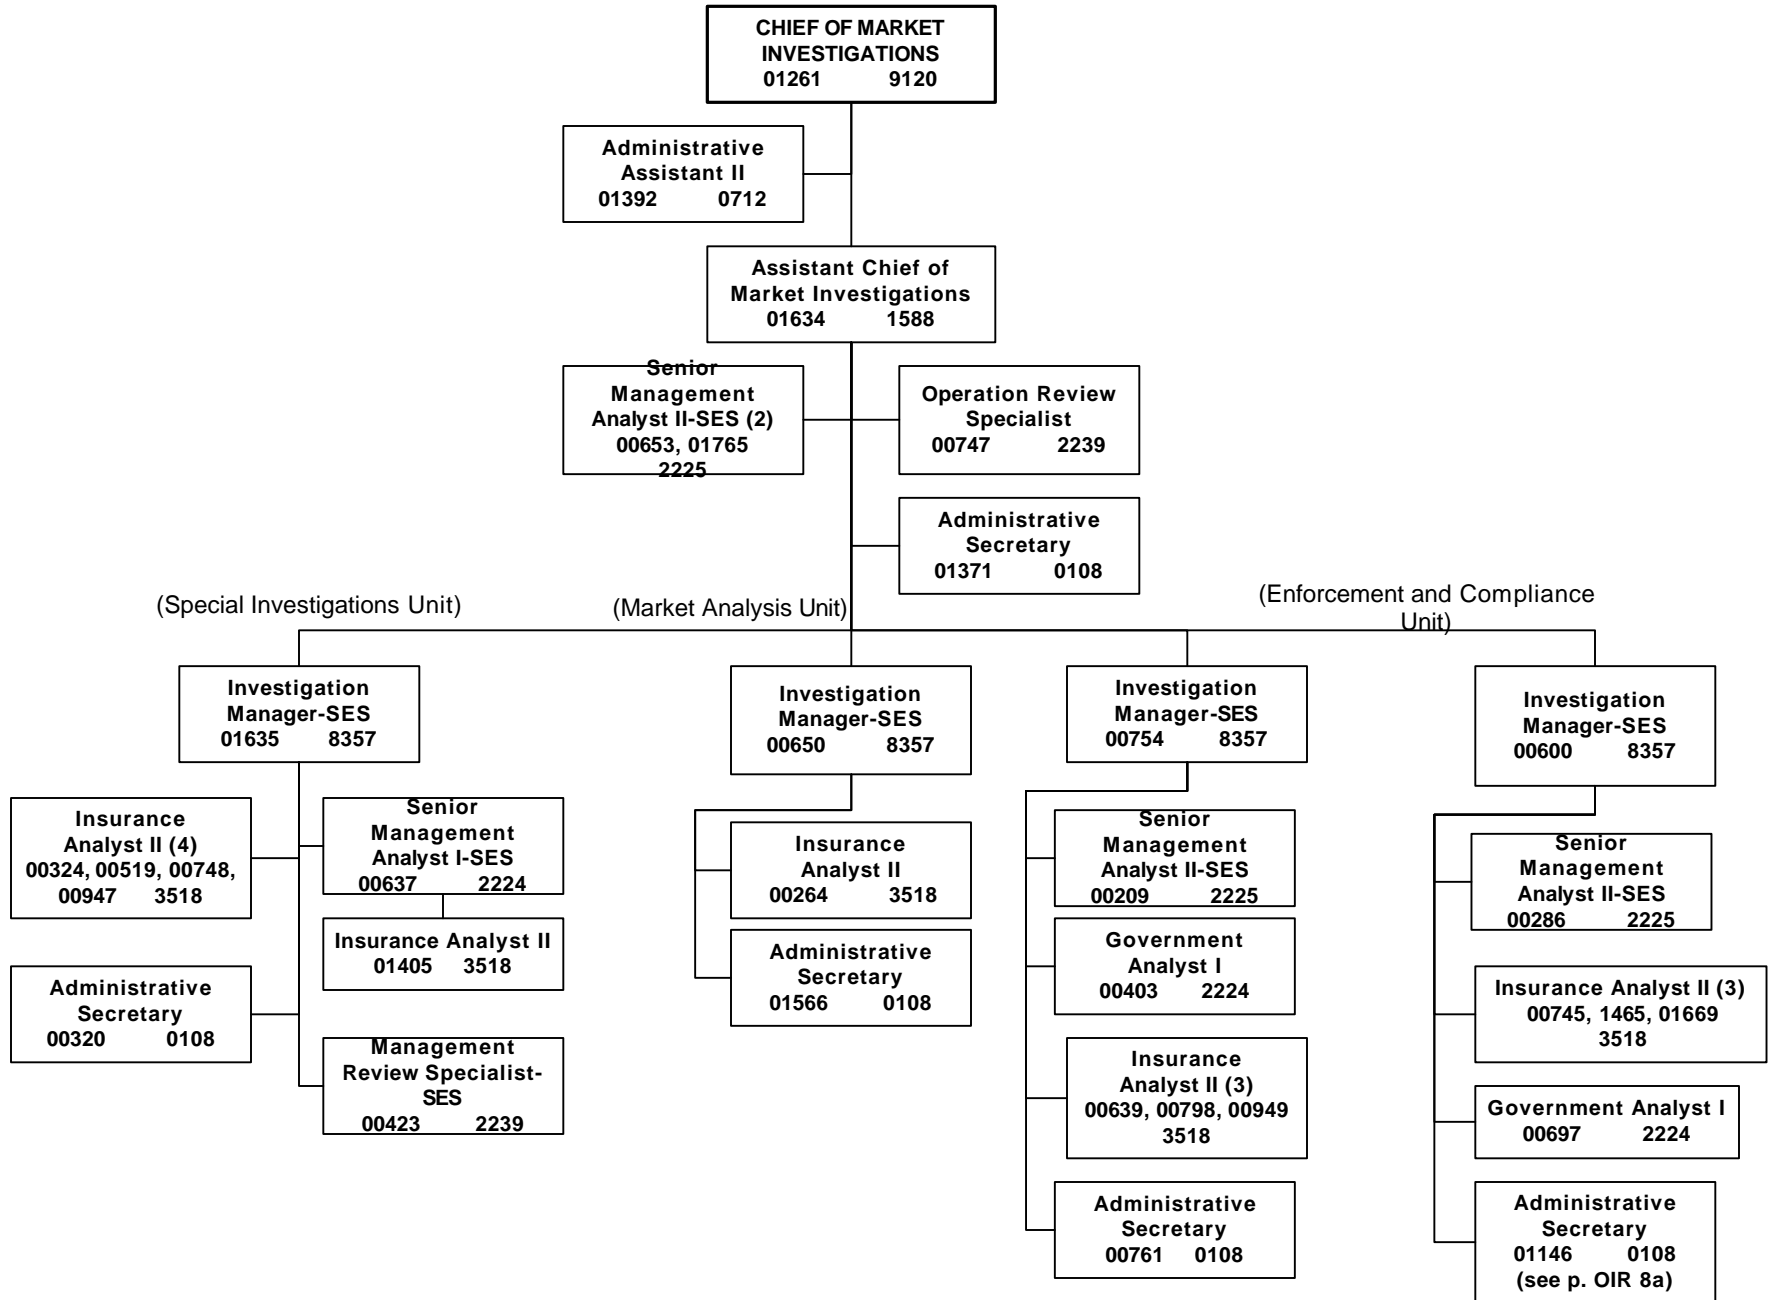 CHIEF OF MARKET
INVESTIGATIONS
01261 9120
Administrative
Assistant II
01392 0712
Assistant Chief of
Market Investigations
01634 1588
Senior
Management
Analyst II-SES (2)
00653, 01765
2225
Operation Review
Specialist
00747 2239
Administrative
Secretary
01371 0108
(Special Investigations Unit)
(Market Analysis Unit)
(Enforcement and Compliance
Unit)
Investigation
Manager-SES
01635 8357
Insurance
Analyst II (4)
00324, 00519, 00748,
00947 3518
Administrative
Secretary
00320 0108
Senior
Management
Analyst I-SES
00637 2224
Insurance Analyst II
01405 3518
Management
Review Specialist-
SES
00423 2239
Investigation
Manager-SES
00650 8357
Insurance
Analyst II
00264 3518
Administrative
Secretary
01566 0108
Investigation
Manager-SES
00754 8357
Senior
Management
Analyst II-SES
00209 2225
Government
Analyst I
00403 2224
Insurance
Analyst II (3)
00639, 00798, 00949
3518
Administrative
Secretary
00761 0108
Investigation
Manager-SES
00600 8357
Senior
Management
Analyst II-SES
00286 2225
Insurance Analyst II (3)
00745, 1465, 01669
3518
Government Analyst I
00697 2224
Administrative
Secretary
01146 0108
(see p. OIR 8a)